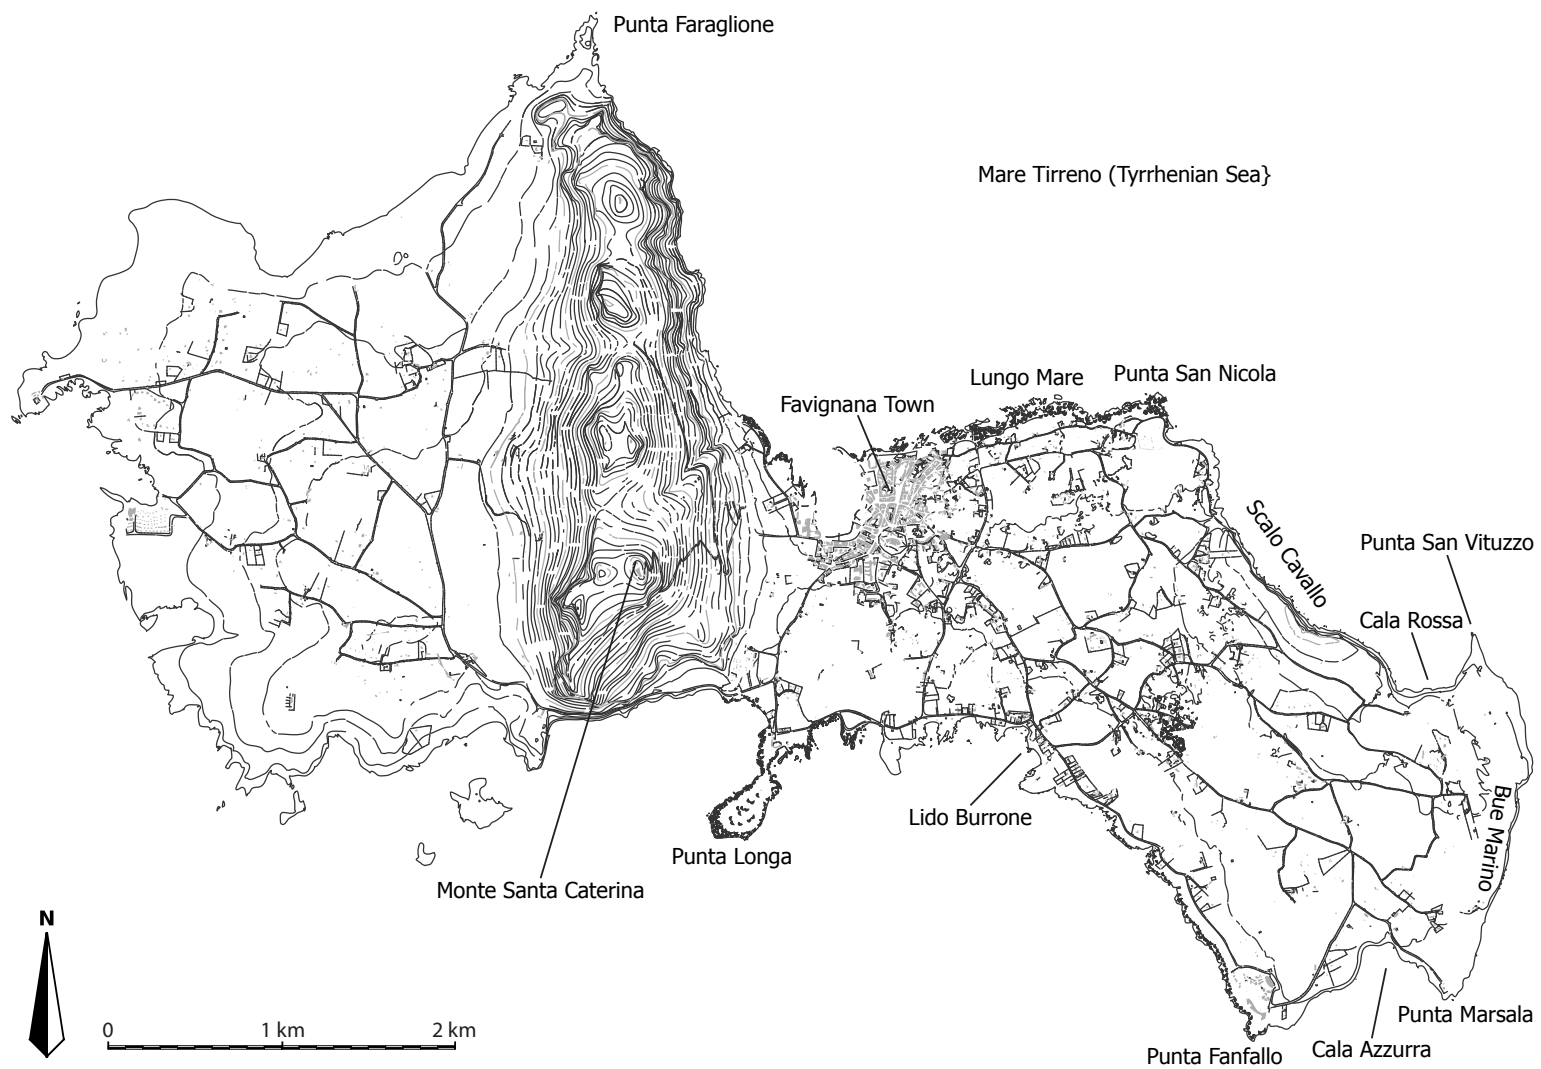 Punta Faraglione
Mare Tirreno (Tyrrhenian Sea}
Lungo Mare
Punta San Nicola
Favignana Town
Scalo Cavallo
Punta San Vituzzo
Cala Rossa
Lido Burrone
Bue Marino
Punta Longa
Monte Santa Caterina
N
0 1 km 2 km
Punta Marsala
Cala Azzurra
Punta Fanfallo